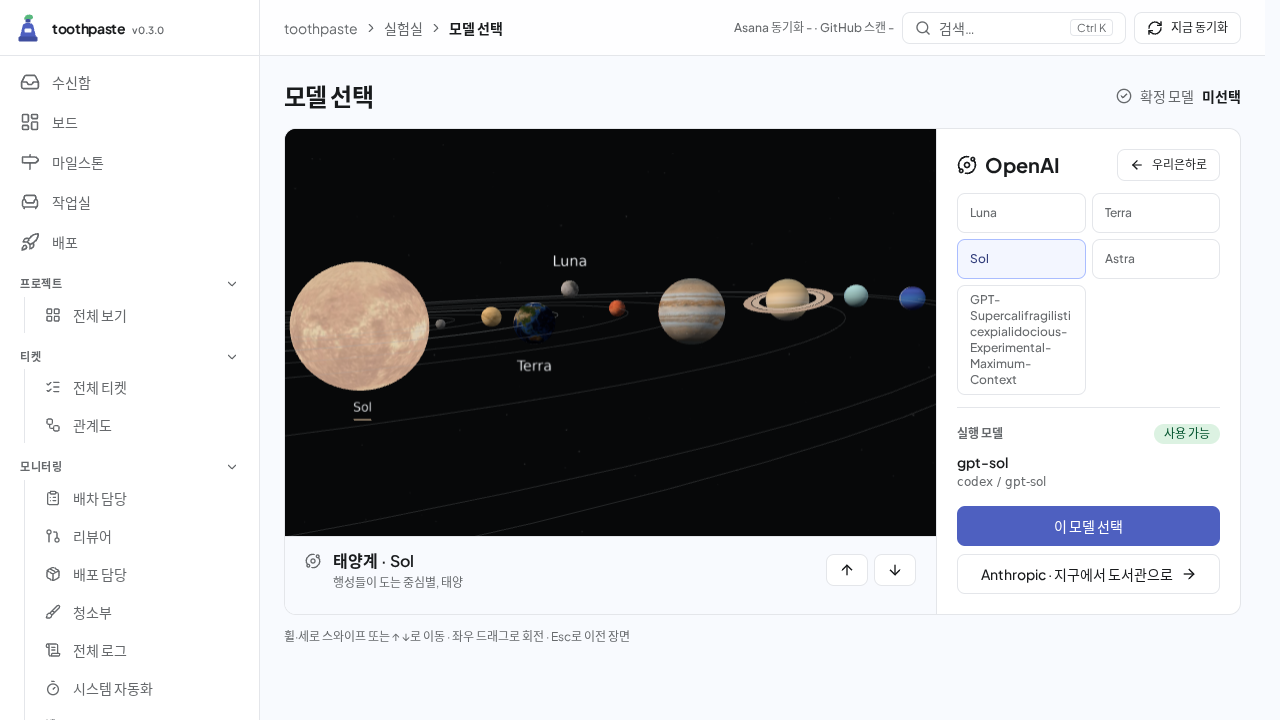 toothpaste v0.3.0
toothpaste > 실험실 > 모델 선택
Asana 동기화 - · GitHub 스캔 -
검색...
Ctrl K
지금 동기화
수신함
보드
마일스톤
작업실
배포
프로젝트
전체 보기
티켓
전체 티켓
관계도
모니터링
배차 담당
리뷰어
배포 담당
청소부
전체 로그
시스템 자동화
모델 선택
확정 모델 미선택
Luna
Terra
Sol
태양계 · Sol
행성들이 도는 중심별, 태양
OpenAI
우리은하로
Luna
Terra
Sol
Astra
GPT-
Supercalifragilisti
cexpialidocious-
Experimental-
Maximum-
Context
실행 모델
사용 가능
gpt-sol
codex / gpt-sol
이 모델 선택
Anthropic · 지구에서 도서관으로 →
휠·세로 스와이프 또는 ↑ ↓로 이동 · 좌우 드래그로 회전 · Esc로 이전 장면